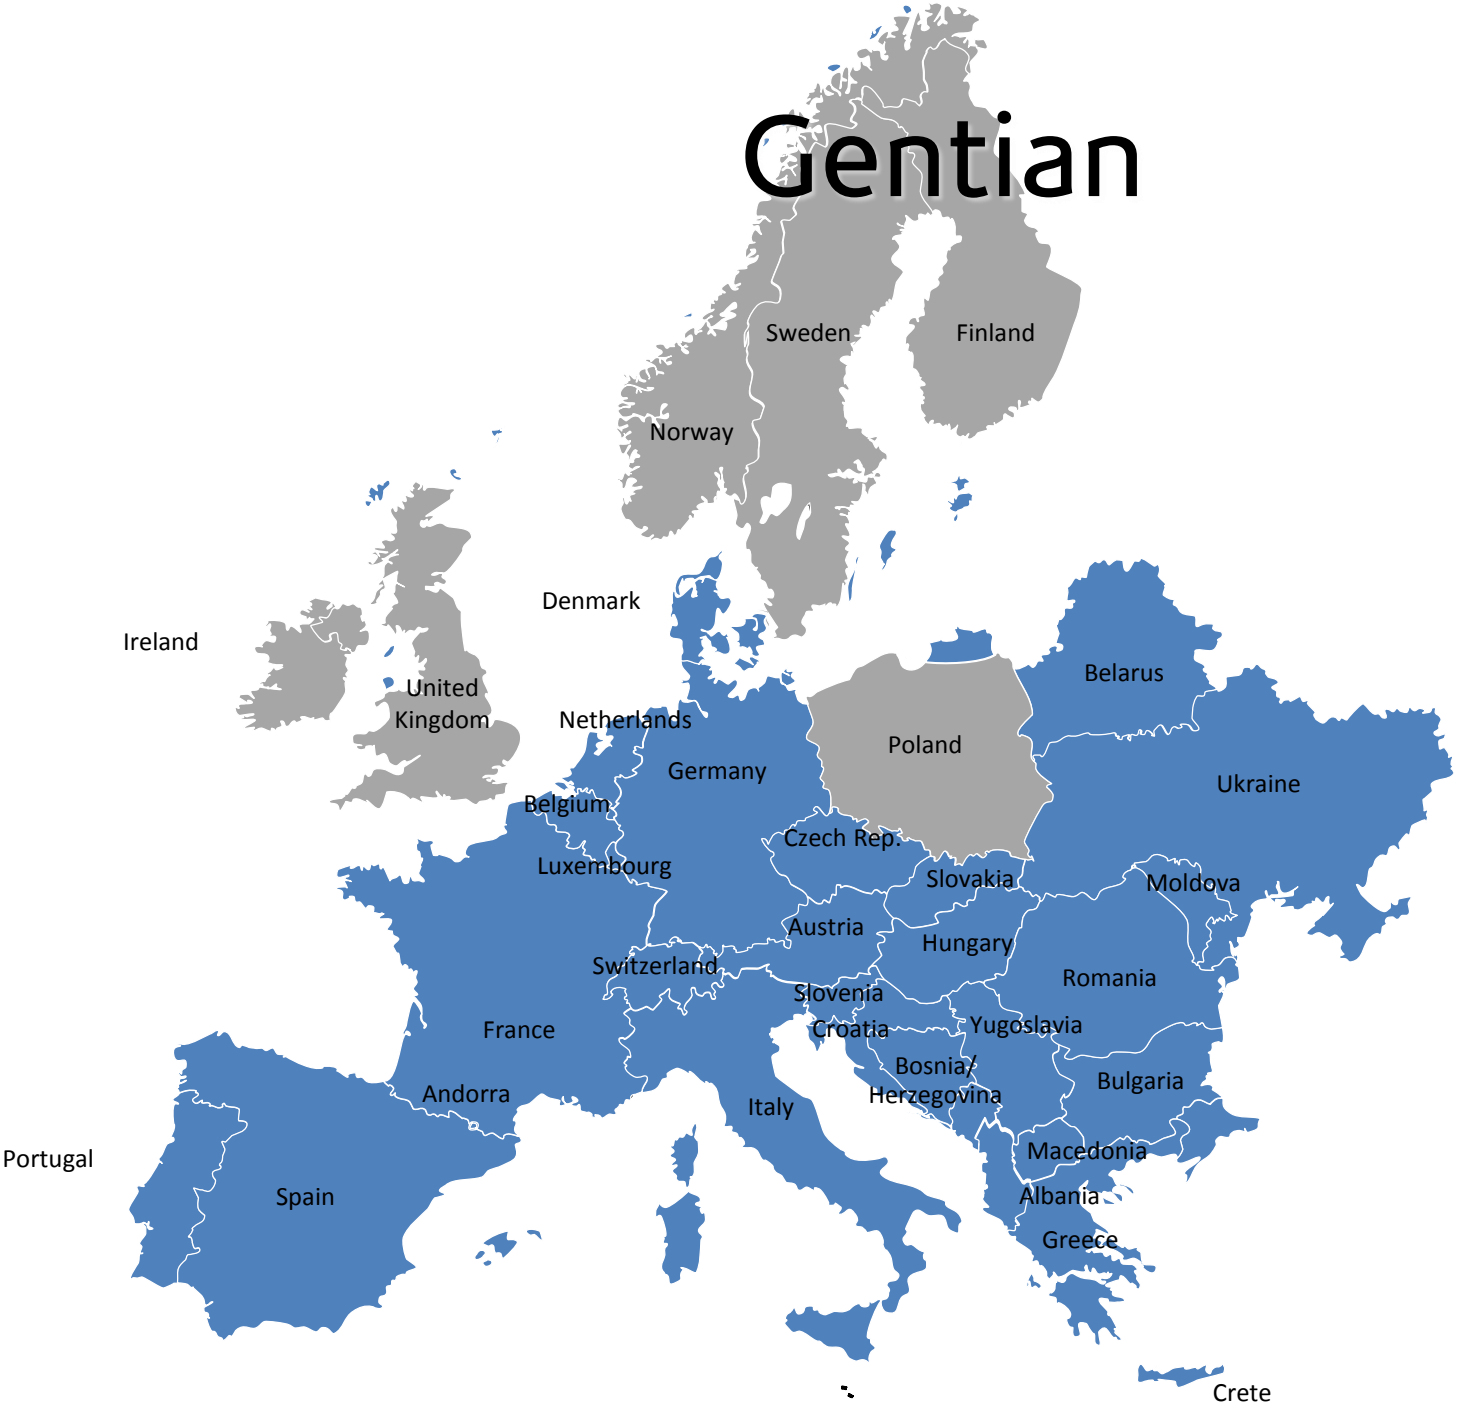 Gentian
Sweden
Finland
Norway
Denmark
Ireland
Belarus
United
Kingdom
Netherlands
Poland
Germany
Ukraine
Belgium
Czech Rep.
Luxembourg
Slovakia
Moldova
Austria
Hungary
Switzerland
Romania
Slovenia
Croatia
Yugoslavia
France
Bosnia/
Herzegovina
Bulgaria
Andorra
Italy
Macedonia
Portugal
Spain
Albania
Greece
Crete